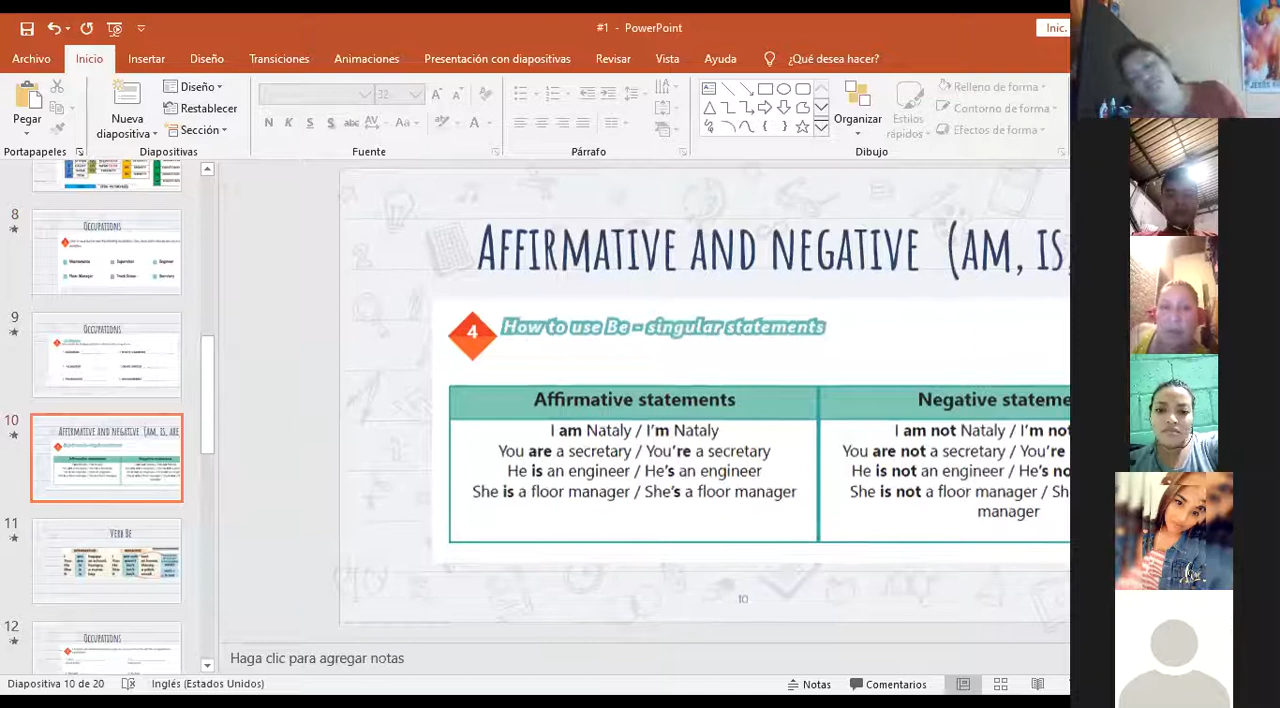 #1 - PowerPoint
Inic.
Archivo Inicio Insertar Diseño Transiciones Animaciones Presentación con diapositivas Revisar Vista Ayuda ¿Qué desea hacer?
Pegar
Nueva diapositiva
Diseño
Restablecer
Sección
32
N K S S abc AV Aa A
Organizar
Estilos rápidos
Relleno de forma
Contorno de forma
Efectos de forma
Portapapeles Diapositivas Fuente Párrafo Dibujo
8
Occupations
9
Occupations
10
Affirmative and negative (am, is, are
11
Verb Be
12
Occupations
Affirmative and negative (am, is,
4
How to use Be - singular statements
Affirmative statements
I am Nataly / I'm Nataly
You are a secretary / You're a secretary
He is an engineer / He's an engineer
She is a floor manager / She's a floor manager
Negative stateme
I am not Nataly / I'm not
You are not a secretary / You're
He is not an engineer / He's no
She is not a floor manager / Sh
manager
10
Haga clic para agregar notas
Diapositiva 10 de 20 Inglés (Estados Unidos) Notas Comentarios